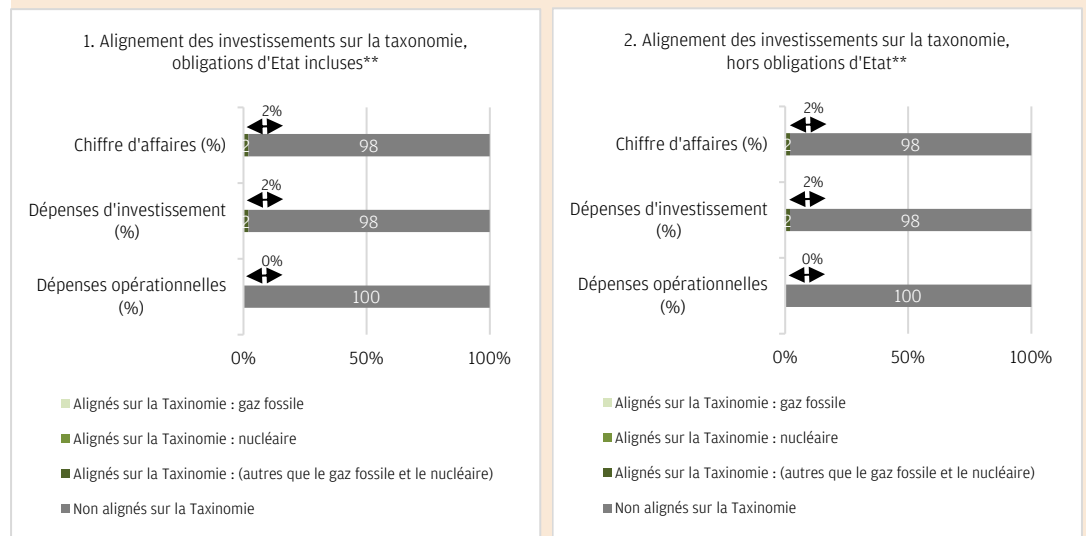 1. Alignement des investissements sur la taxonomie,
obligations d'Etat incluses**
2%
Chiffre d'affaires (%)
2 98
2%
Dépenses d'investissement
(%)
2 98
0%
Dépenses opérationnelles
(%)
100
0% 50% 100%
Alignés sur la Taxinomie : gaz fossile
Alignés sur la Taxinomie : nucléaire
Alignés sur la Taxinomie : (autres que le gaz fossile et le nucléaire)
Non alignés sur la Taxinomie
2. Alignement des investissements sur la taxonomie,
hors obligations d'Etat**
2%
Chiffre d'affaires (%)
2 98
2%
Dépenses d'investissement
(%)
2 98
0%
Dépenses opérationnelles
(%)
100
0% 50% 100%
Alignés sur la Taxinomie : gaz fossile
Alignés sur la Taxinomie : nucléaire
Alignés sur la Taxinomie : (autres que le gaz fossile et le nucléaire)
Non alignés sur la Taxinomie